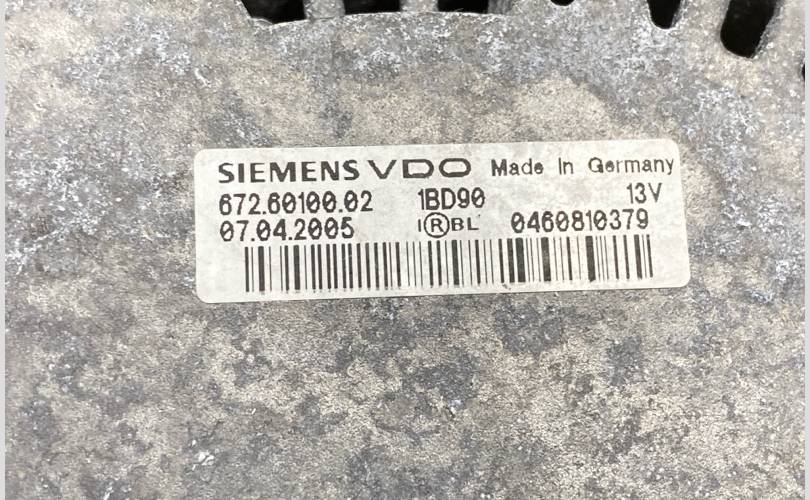 SIEMENS VDO Made In Germany
672.60100.02 1BD90 13V
07.04.2005 I®BL 0460810379